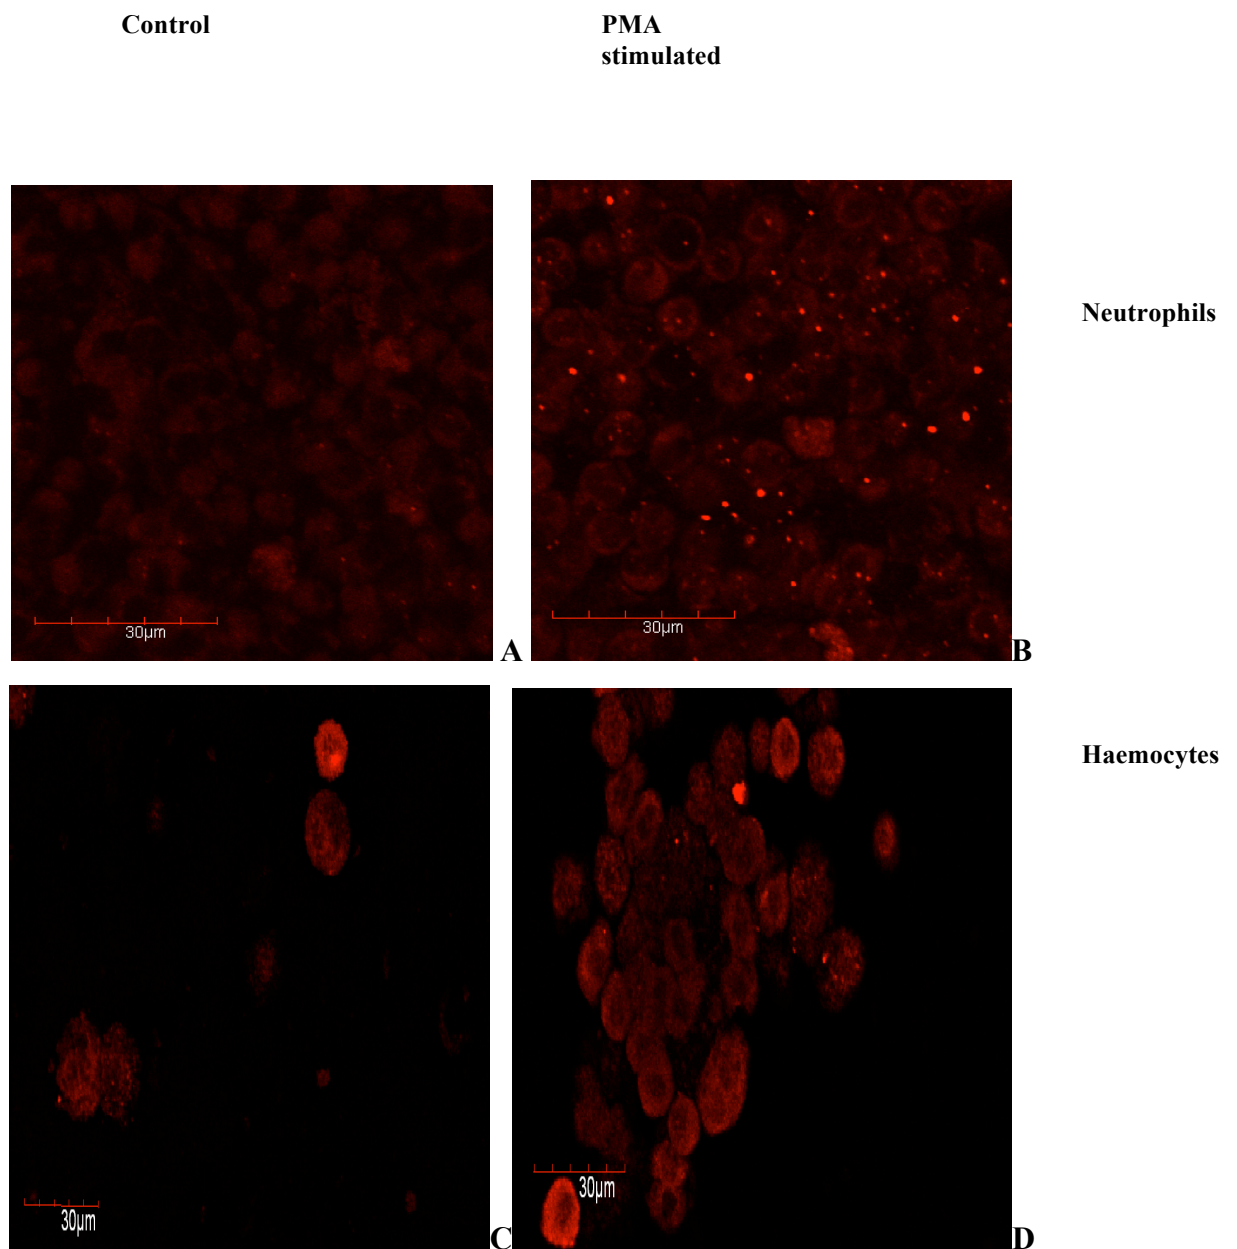 Control
PMA
stimulated
Neutrophils
30µm
30µm
A
B
Haemocytes
30µm
30µm
C
D